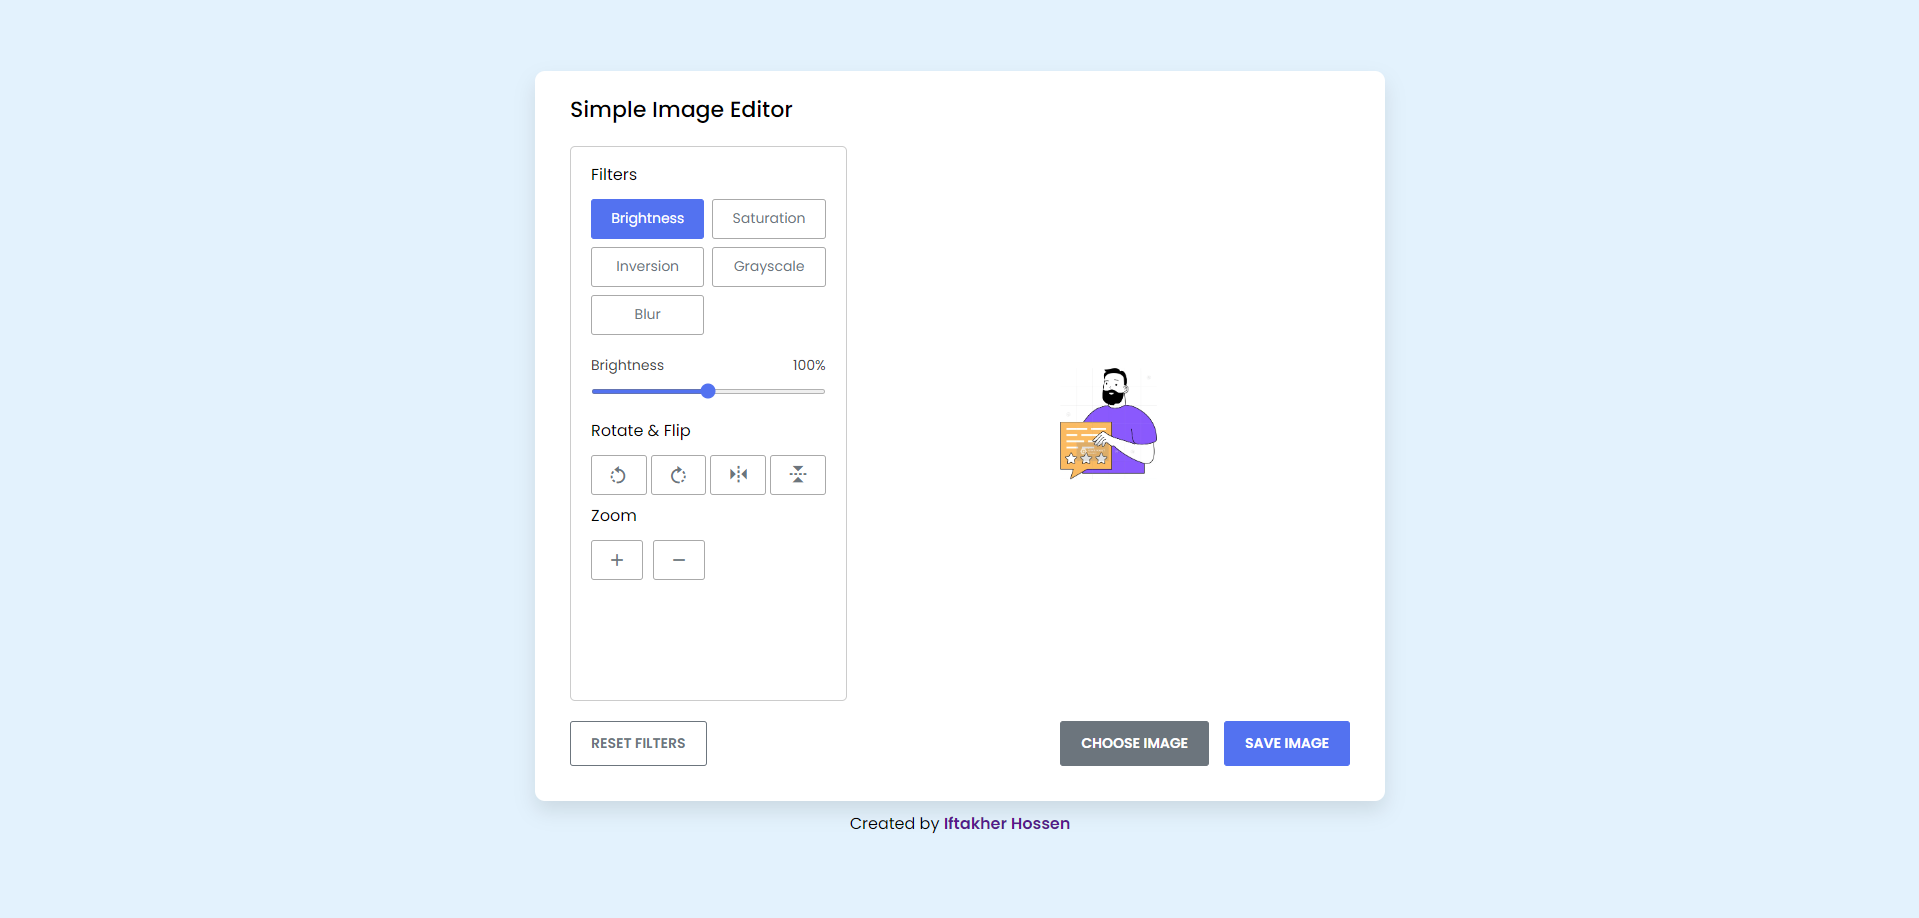 Simple Image Editor
Filters
Brightness
Saturation
Inversion
Grayscale
Blur
Brightness 100%
Rotate & Flip
Zoom
RESET FILTERS
CHOOSE IMAGE
SAVE IMAGE
Created by Iftakher Hossen